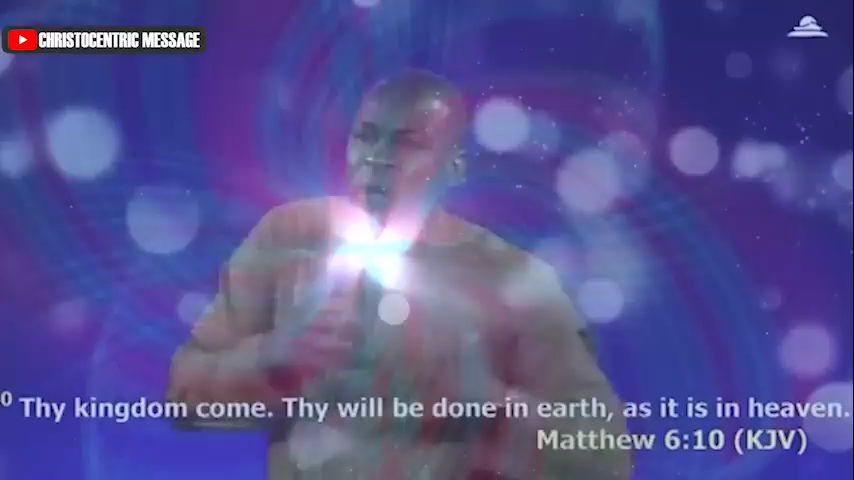 CHRISTOCENTRIC MESSAGE
0 Thy kingdom come. Thy will be done in earth, as it is in heaven.
Matthew 6:10 (KJV)